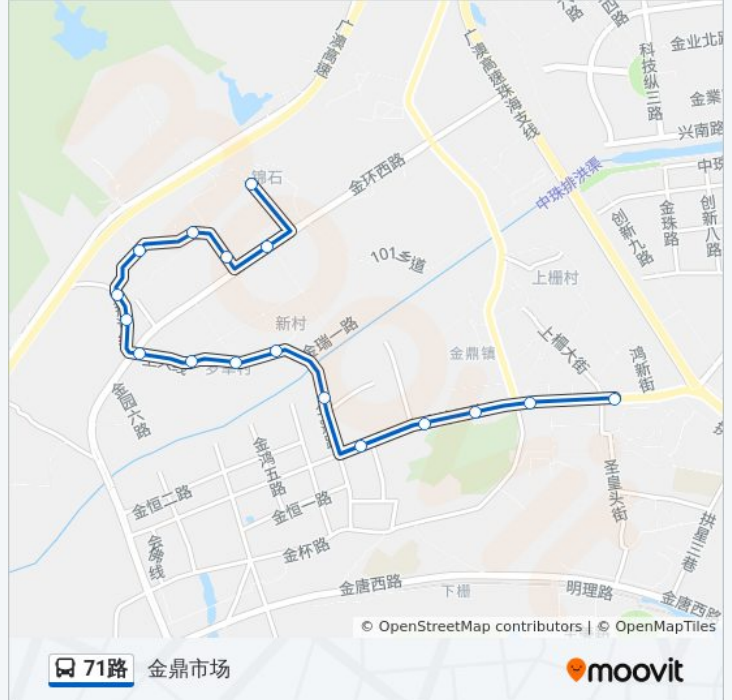 广澳高速
广澳高速珠海支线
科技纵三路
金业北路
金業
兴南路
中珠排洪渠
锦石
金环西路
101乡道
创新九路
金珠路
创新八路
上栅村
新村
金瑞一路
金鼎镇
上栅大街
鸿新街
金园六路
金鸿五路
金恒二路
金恒一路
金杯路
圣皇头街
拱星三巷
金唐西路
下栅
明理路
金唐西路
© OpenStreetMap contributors | © OpenMapTiles
71路 金鼎市场
moovit